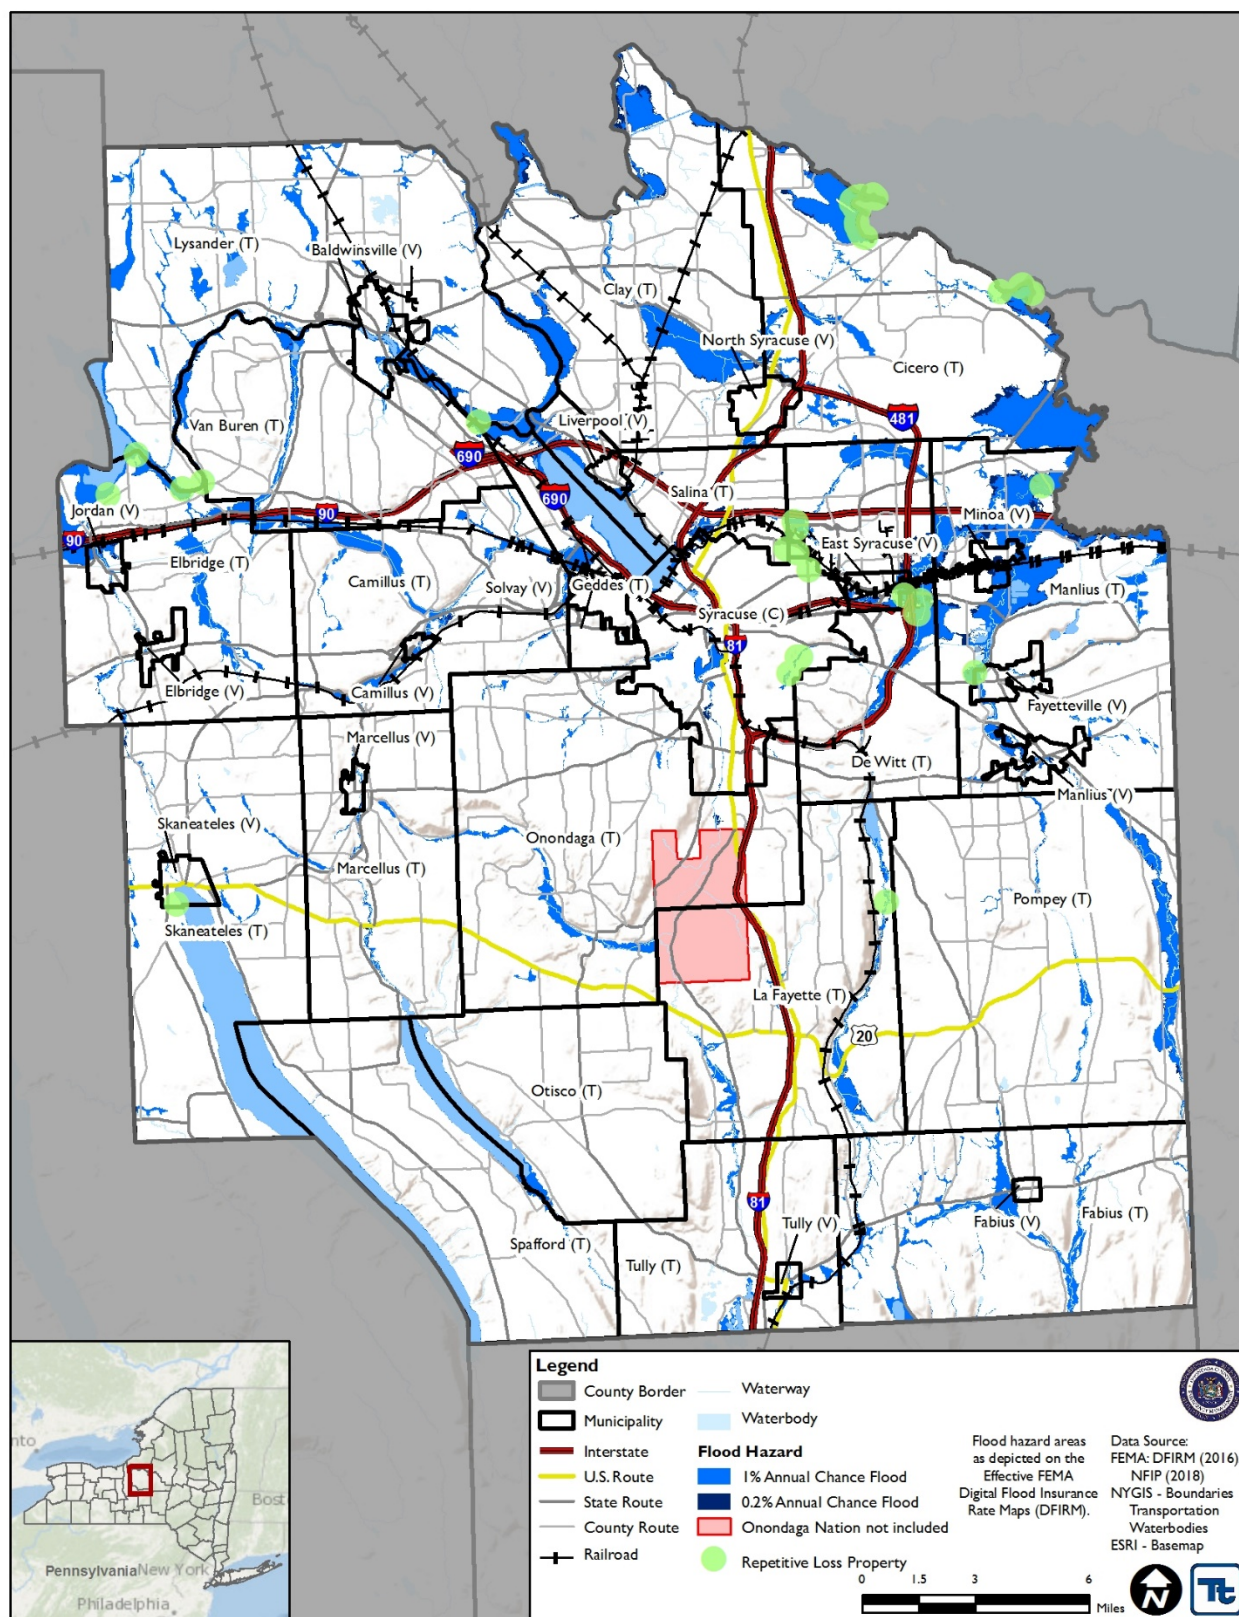 Lysander (T)
Baldwinsville (V)
Clay (T)
North Syracuse (V)
Cicero (T)
Van Buren (T)
Liverpool (V)
481
690
690
Salina (T)
Jordan (V)
90
90
Minoa (V)
East Syracuse (V)
Elbridge (T)
Camillus (T)
Solvay (V)
Geddes (T)
Manlius (T)
Syracuse (C)
81
Elbridge (V)
Camillus (V)
Fayetteville (V)
Marcellus (V)
De Witt (T)
Manlius (V)
Skaneateles (V)
Onondaga (T)
Marcellus (T)
Pompey (T)
Skaneateles (T)
La Fayette (T)
20
Otisco (T)
81
Tully (V)
Fabius (V)
Fabius (T)
Spafford (T)
Tully (T)
Legend
County Border
Municipality
Interstate
U.S. Route
State Route
County Route
Railroad
Waterway
Waterbody
Flood Hazard
1% Annual Chance Flood
0.2% Annual Chance Flood
Onondaga Nation not included
Repetitive Loss Property
Flood hazard areas
as depicted on the
Effective FEMA
Digital Flood Insurance
Rate Maps (DFIRM).
Data Source:
FEMA: DFIRM (2016)
NFIP (2018)
NYGIS - Boundaries
Transportation
Waterbodies
ESRI - Basemap
0 1.5 3 6
Miles
N
Tt
nto
Bost
Pennsylvania
New York
Philadelphia